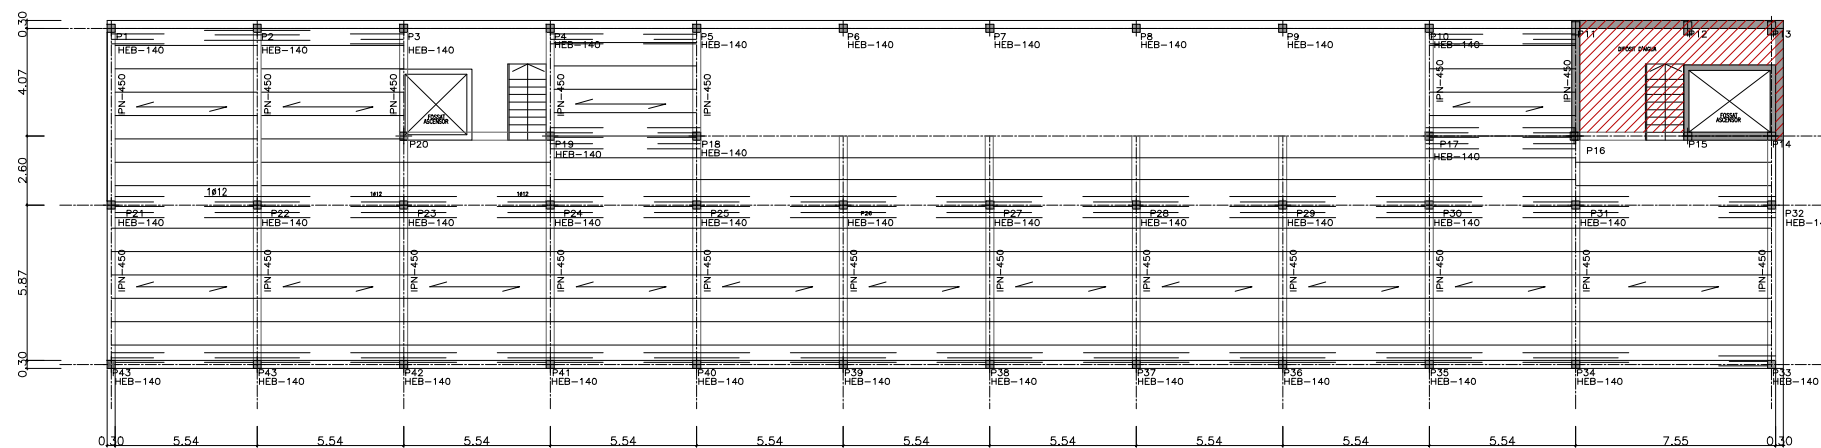 0.30
P1
HEB-140
P2
HEB-140
P3
HEB-140
P4
HEB-140
P5
HEB-140
P6
HEB-140
P7
HEB-140
P8
HEB-140
P9
HEB-140
P10
HEB-140
P11
P12
P13
DIPÒSIT D'AIGUA
4.07
IPN-450
IPN-450
IPN-450
IPN-450
IPN-450
IPN-450
IPN-450
FOSSAT
ASCENSOR
FOSSAT
ASCENSOR
P20
P19
HEB-140
P18
HEB-140
P17
HEB-140
P16
P15
P14
2.60
1ø12
1ø12
1ø12
P21
HEB-140
P22
HEB-140
P23
HEB-140
P24
HEB-140
P25
HEB-140
P26
HEB-140
P27
HEB-140
P28
HEB-140
P29
HEB-140
P30
HEB-140
P31
HEB-140
P32
HEB-14
5.87
IPN-450
IPN-450
IPN-450
IPN-450
IPN-450
IPN-450
IPN-450
IPN-450
IPN-450
IPN-450
IPN-450
IPN-450
0.30
P43
HEB-140
P43
HEB-140
P42
HEB-140
P41
HEB-140
P40
HEB-140
P39
HEB-140
P38
HEB-140
P37
HEB-140
P36
HEB-140
P35
HEB-140
P34
HEB-140
P33
HEB-140
0.30 5.54 5.54 5.54 5.54 5.54 5.54 5.54 5.54 5.54 5.54 7.55 0.30